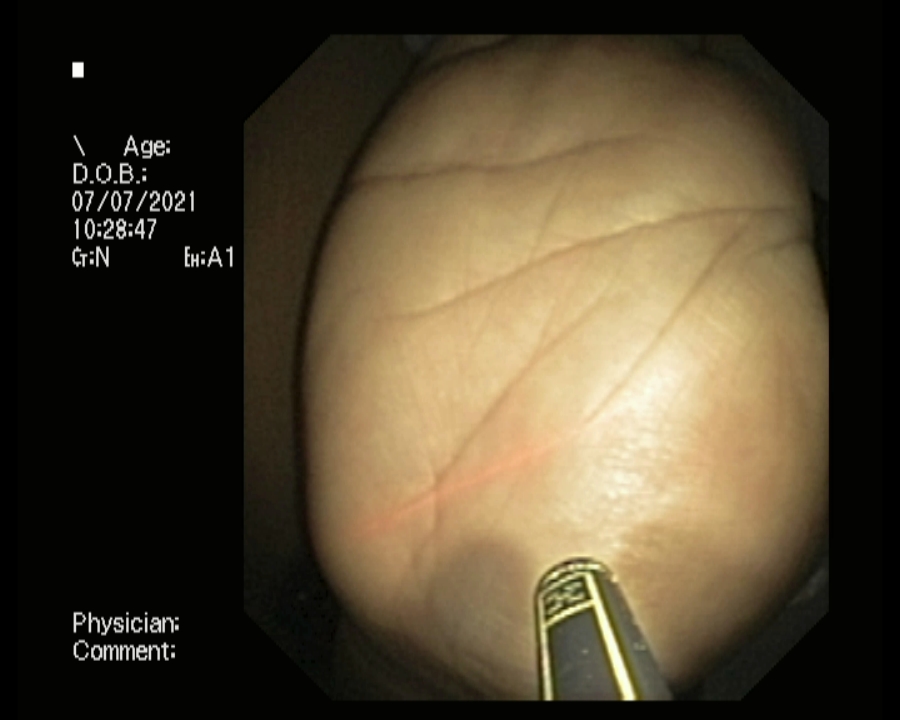 \ Age:
D.O.B.:
07/07/2021
10:28:47
Cr:N EH:A1
Physician:
Comment: